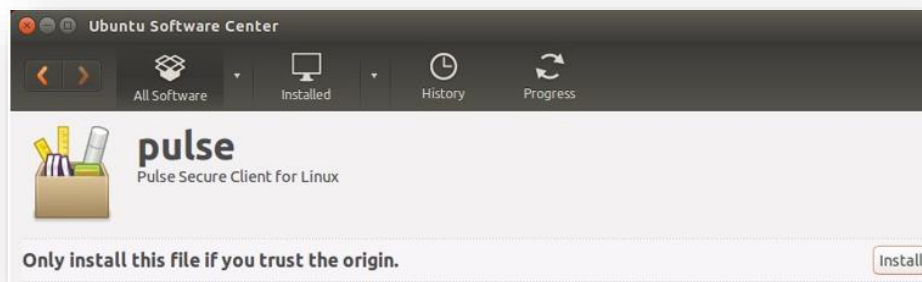 Ubuntu Software Center
All Software
Installed
History
Progress
pulse
Pulse Secure Client for Linux
Only install this file if you trust the origin.
Install